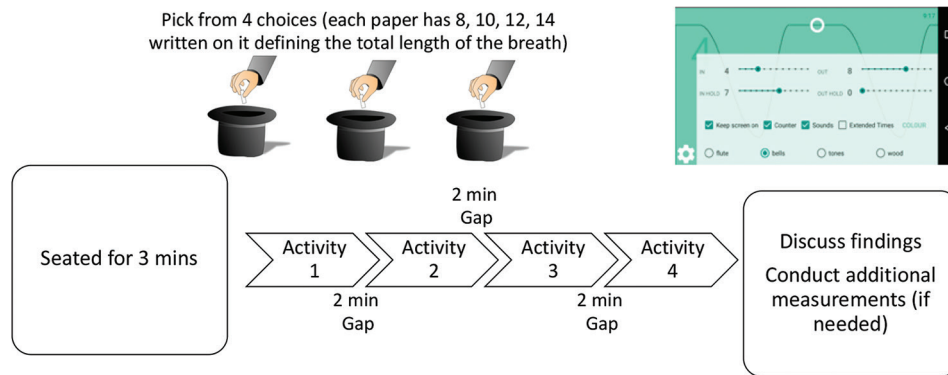 Pick from 4 choices (each paper has 8, 10, 12, 14
written on it defining the total length of the breath)
9:17
4
IN 4 OUT 8
IN HOLD 7 OUT HOLD 0
Keep screen on Counter Sounds Extended Times COLOUR
flute bells tones wood
Seated for 3 mins
2 min
Gap
Activity
1
Activity
2
Activity
3
Activity
4
2 min
Gap
2 min
Gap
Discuss findings
Conduct additional
measurements (if
needed)